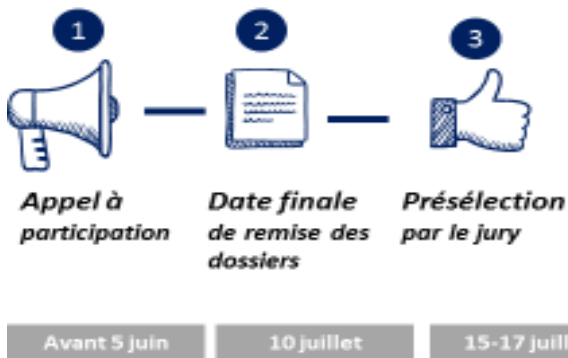 1
2
3
Appel à
participation
Date finale
de remise des
dossiers
Présélection
par le jury
Avant 5 juin
10 juillet
15-17 juill